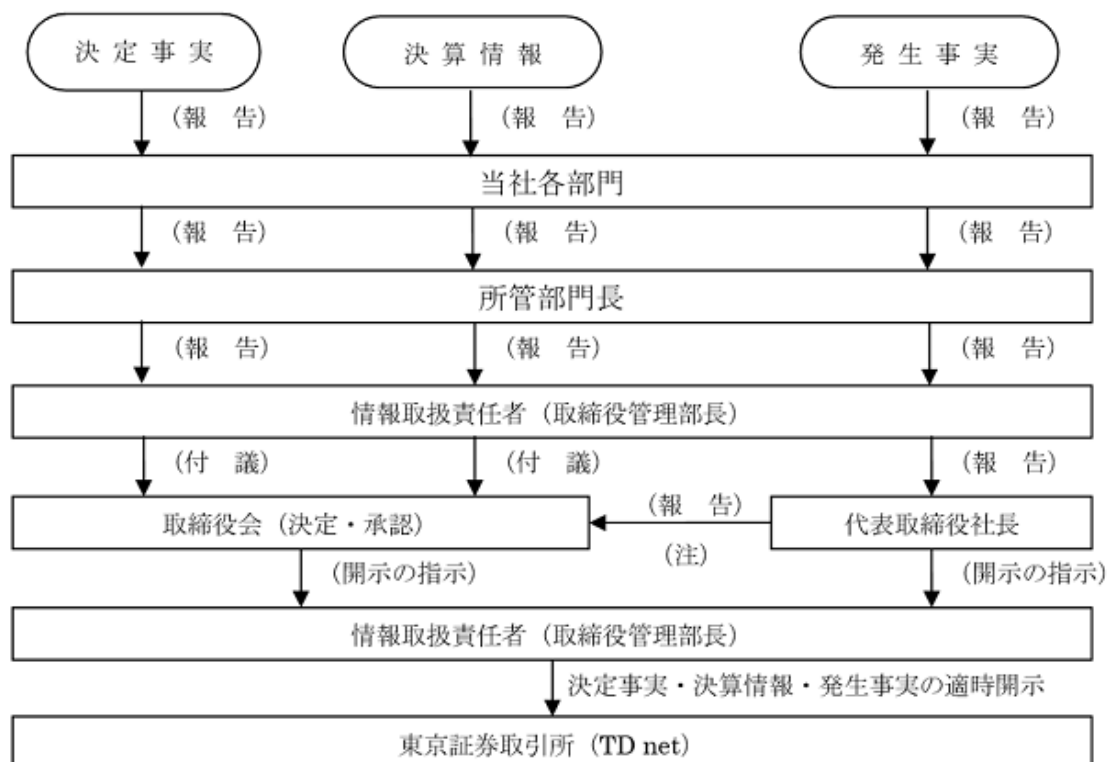 決 定 事 実 決 算 情 報 発 生 事 実
(報 告) (報 告) (報 告)
当社各部門
(報 告) (報 告) (報 告)
所管部門長
(報 告) (報 告) (報 告)
情報取扱責任者（取締役管理部長）
(付 議) (付 議) (報 告)
取締役会（決定・承認） (報 告) 代表取締役社長
(注)
(開示の指示) (開示の指示)
情報取扱責任者（取締役管理部長）
決定事実・決算情報・発生事実の適時開示
東京証券取引所（TD net）